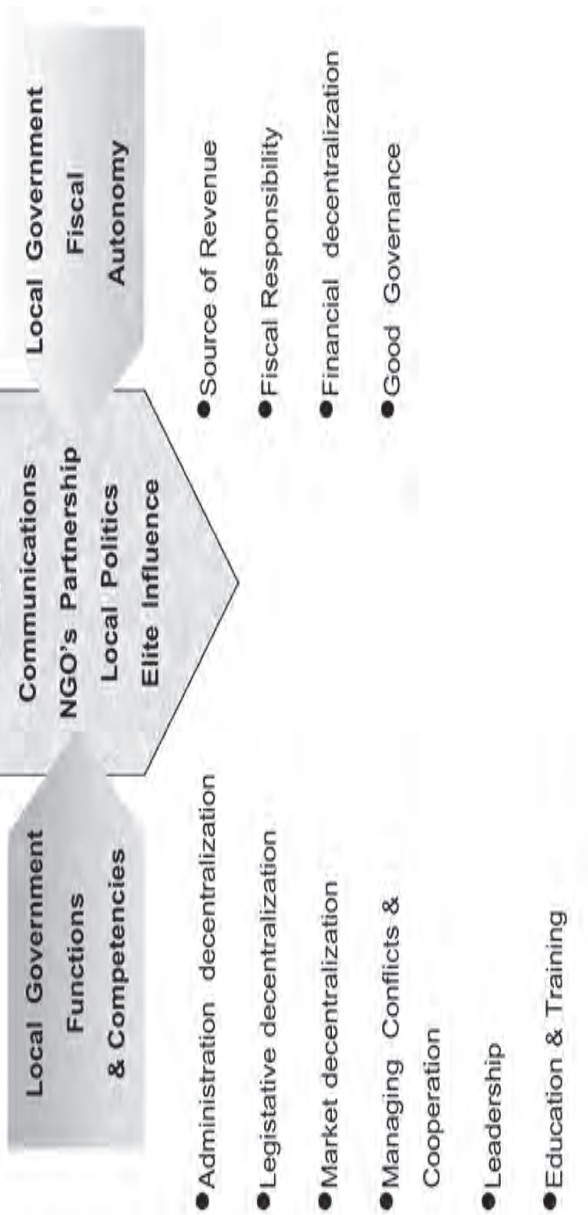 Local Government
Functions
& Competencies
Communications
NGO's Partnership
Local Politics
Elite Influence
Local Government
Fiscal
Autonomy
●Administration decentralization
●Legistative decentralization
●Market decentralization
●Managing Conflicts &
Cooperation
●Leadership
●Education & Training
●Source of Revenue
●Fiscal Responsibility
●Financial decentralization
●Good Governance